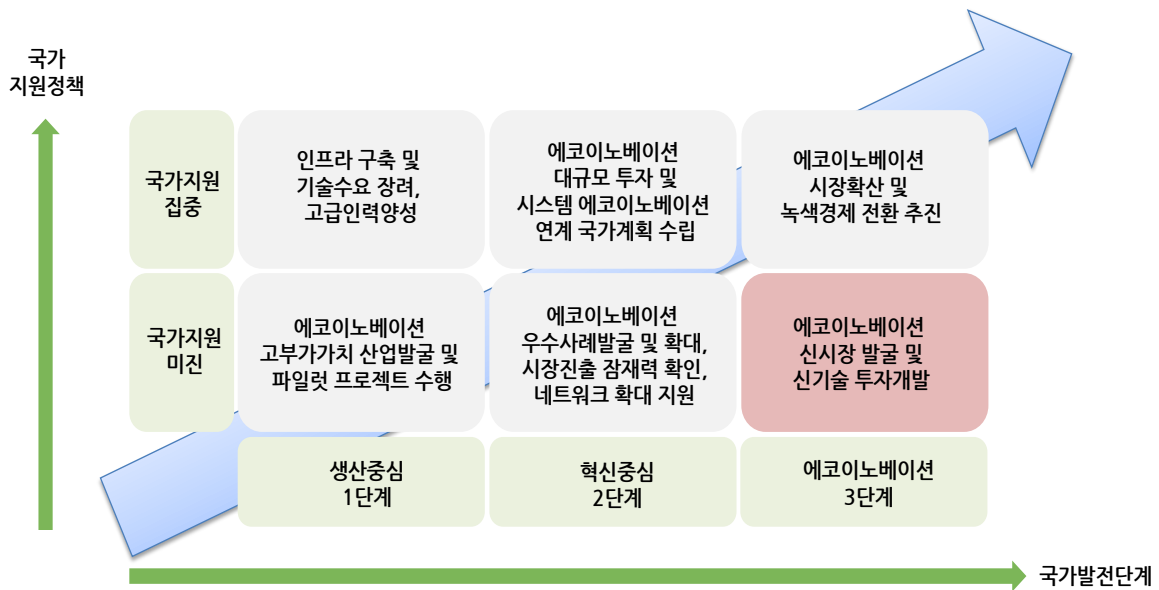 국가
지원정책
국가지원
집중
인프라 구축 및
기술수요 장려,
고급인력양성
에코이노베이션
대규모 투자 및
시스템 에코이노베이션
연계 국가계획 수립
에코이노베이션
시장확산 및
녹색경제 전환 추진
국가지원
미진
에코이노베이션
고부가가치 산업발굴 및
파일럿 프로젝트 수행
에코이노베이션
우수사례발굴 및 확대,
시장진출 잠재력 확인,
네트워크 확대 지원
에코이노베이션
신시장 발굴 및
신기술 투자개발
생산중심
1단계
혁신중심
2단계
에코이노베이션
3단계
국가발전단계